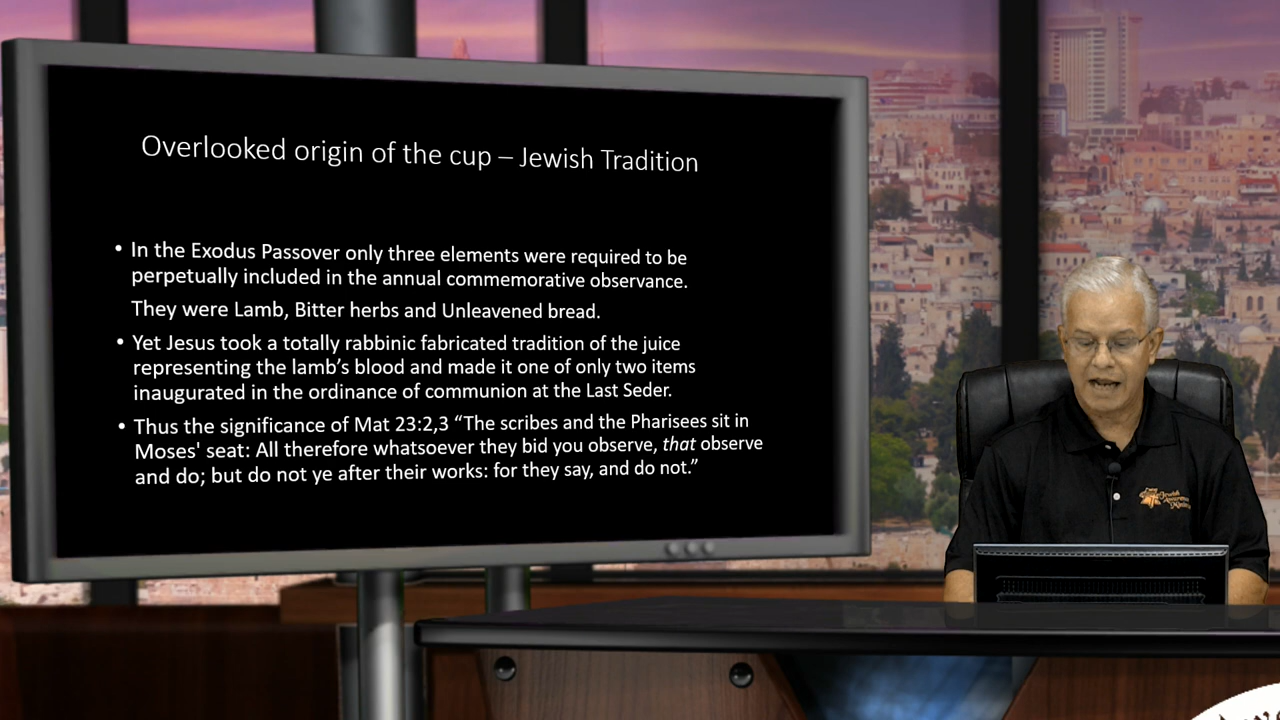 Overlooked origin of the cup – Jewish Tradition
• In the Exodus Passover only three elements were required to be
perpetually included in the annual commemorative observance.
They were Lamb, Bitter herbs and Unleavened bread.
• Yet Jesus took a totally rabbinic fabricated tradition of the juice
representing the lamb's blood and made it one of only two items
inaugurated in the ordinance of communion at the Last Seder.
• Thus the significance of Mat 23:2,3 “The scribes and the Pharisees sit in
Moses' seat: All therefore whatsoever they bid you observe, that observe
and do; but do not ye after their works: for they say, and do not.”
Jewish